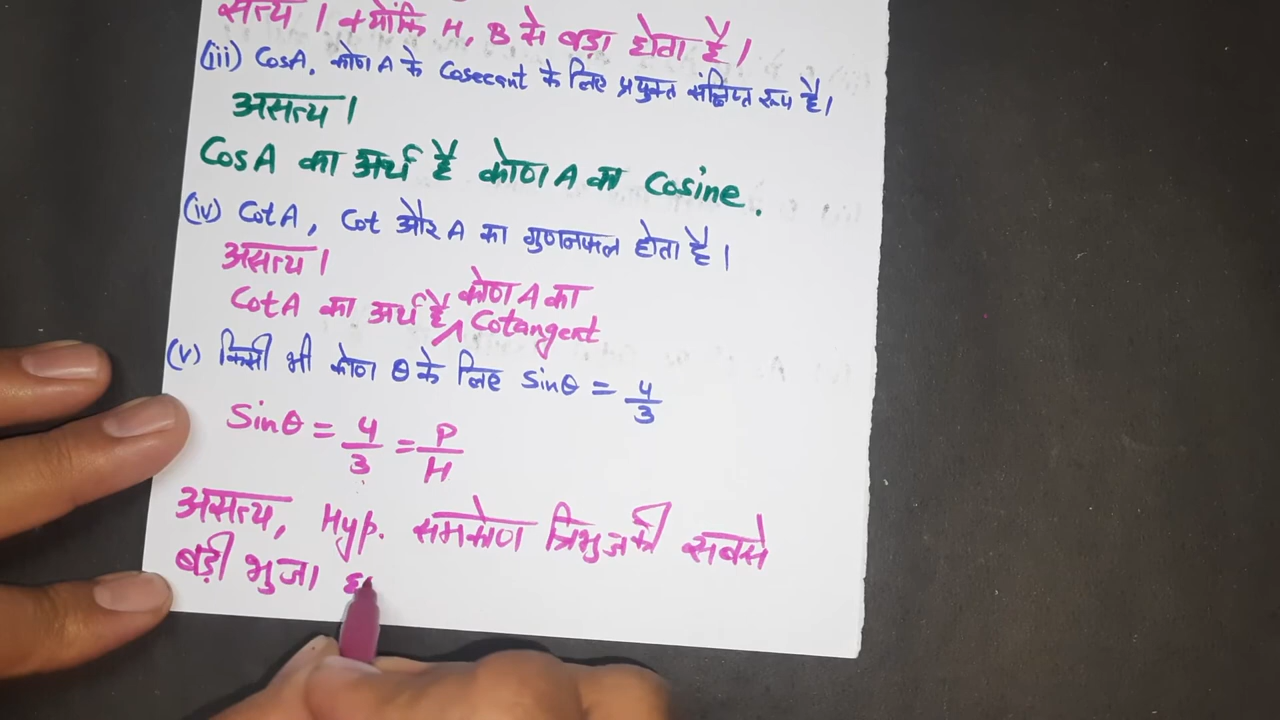 सत्य । क्योंकि H, B से बड़ा होता है।
(iii) CosA, कोण A के Cosecant के लिए प्रयुक्त संक्षिप्त रूप है।
असत्य ।
CosA का अर्थ है कोण A का Cosine.
(iv) CotA, Cot और A का गुणनफल होता है।
असत्य ।
कोण A का
CotA का अर्थ है ^ Cotangent
(v) किसी भी कोण θ के लिए sinθ = 4/3
Sinθ = 4/3 = P/H
असत्य, Hyp. समकोण त्रिभुज की सबसे
बड़ी भुजा